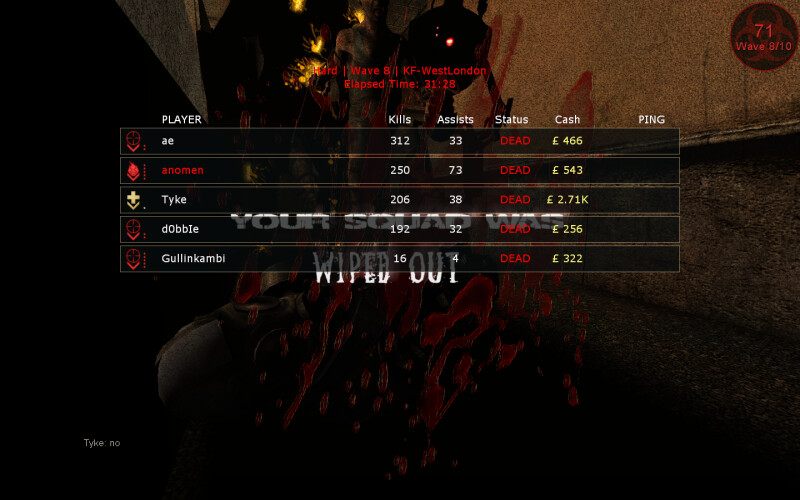 71
Wave 8/10
Hard | Wave 8 | KF-WestLondon
Elapsed Time: 31:28
PLAYER Kills Assists Status Cash PING
ae 312 33 DEAD £ 466
anomen 250 73 DEAD £ 543
Tyke 206 38 DEAD £ 2.71K
YOUR SQUAD WAS
d0bbIe 192 32 DEAD £ 256
Gullinkambi 16 4 DEAD £ 322
WIPED OUT
Tyke: no